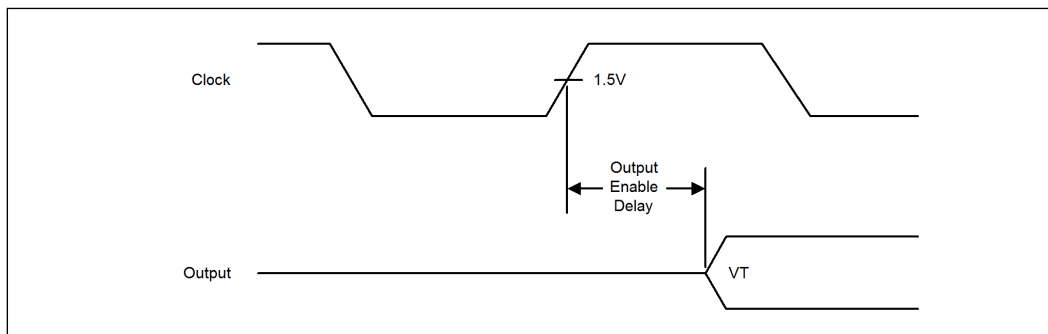 Clock
1.5V
Output
Enable
Delay
Output
VT